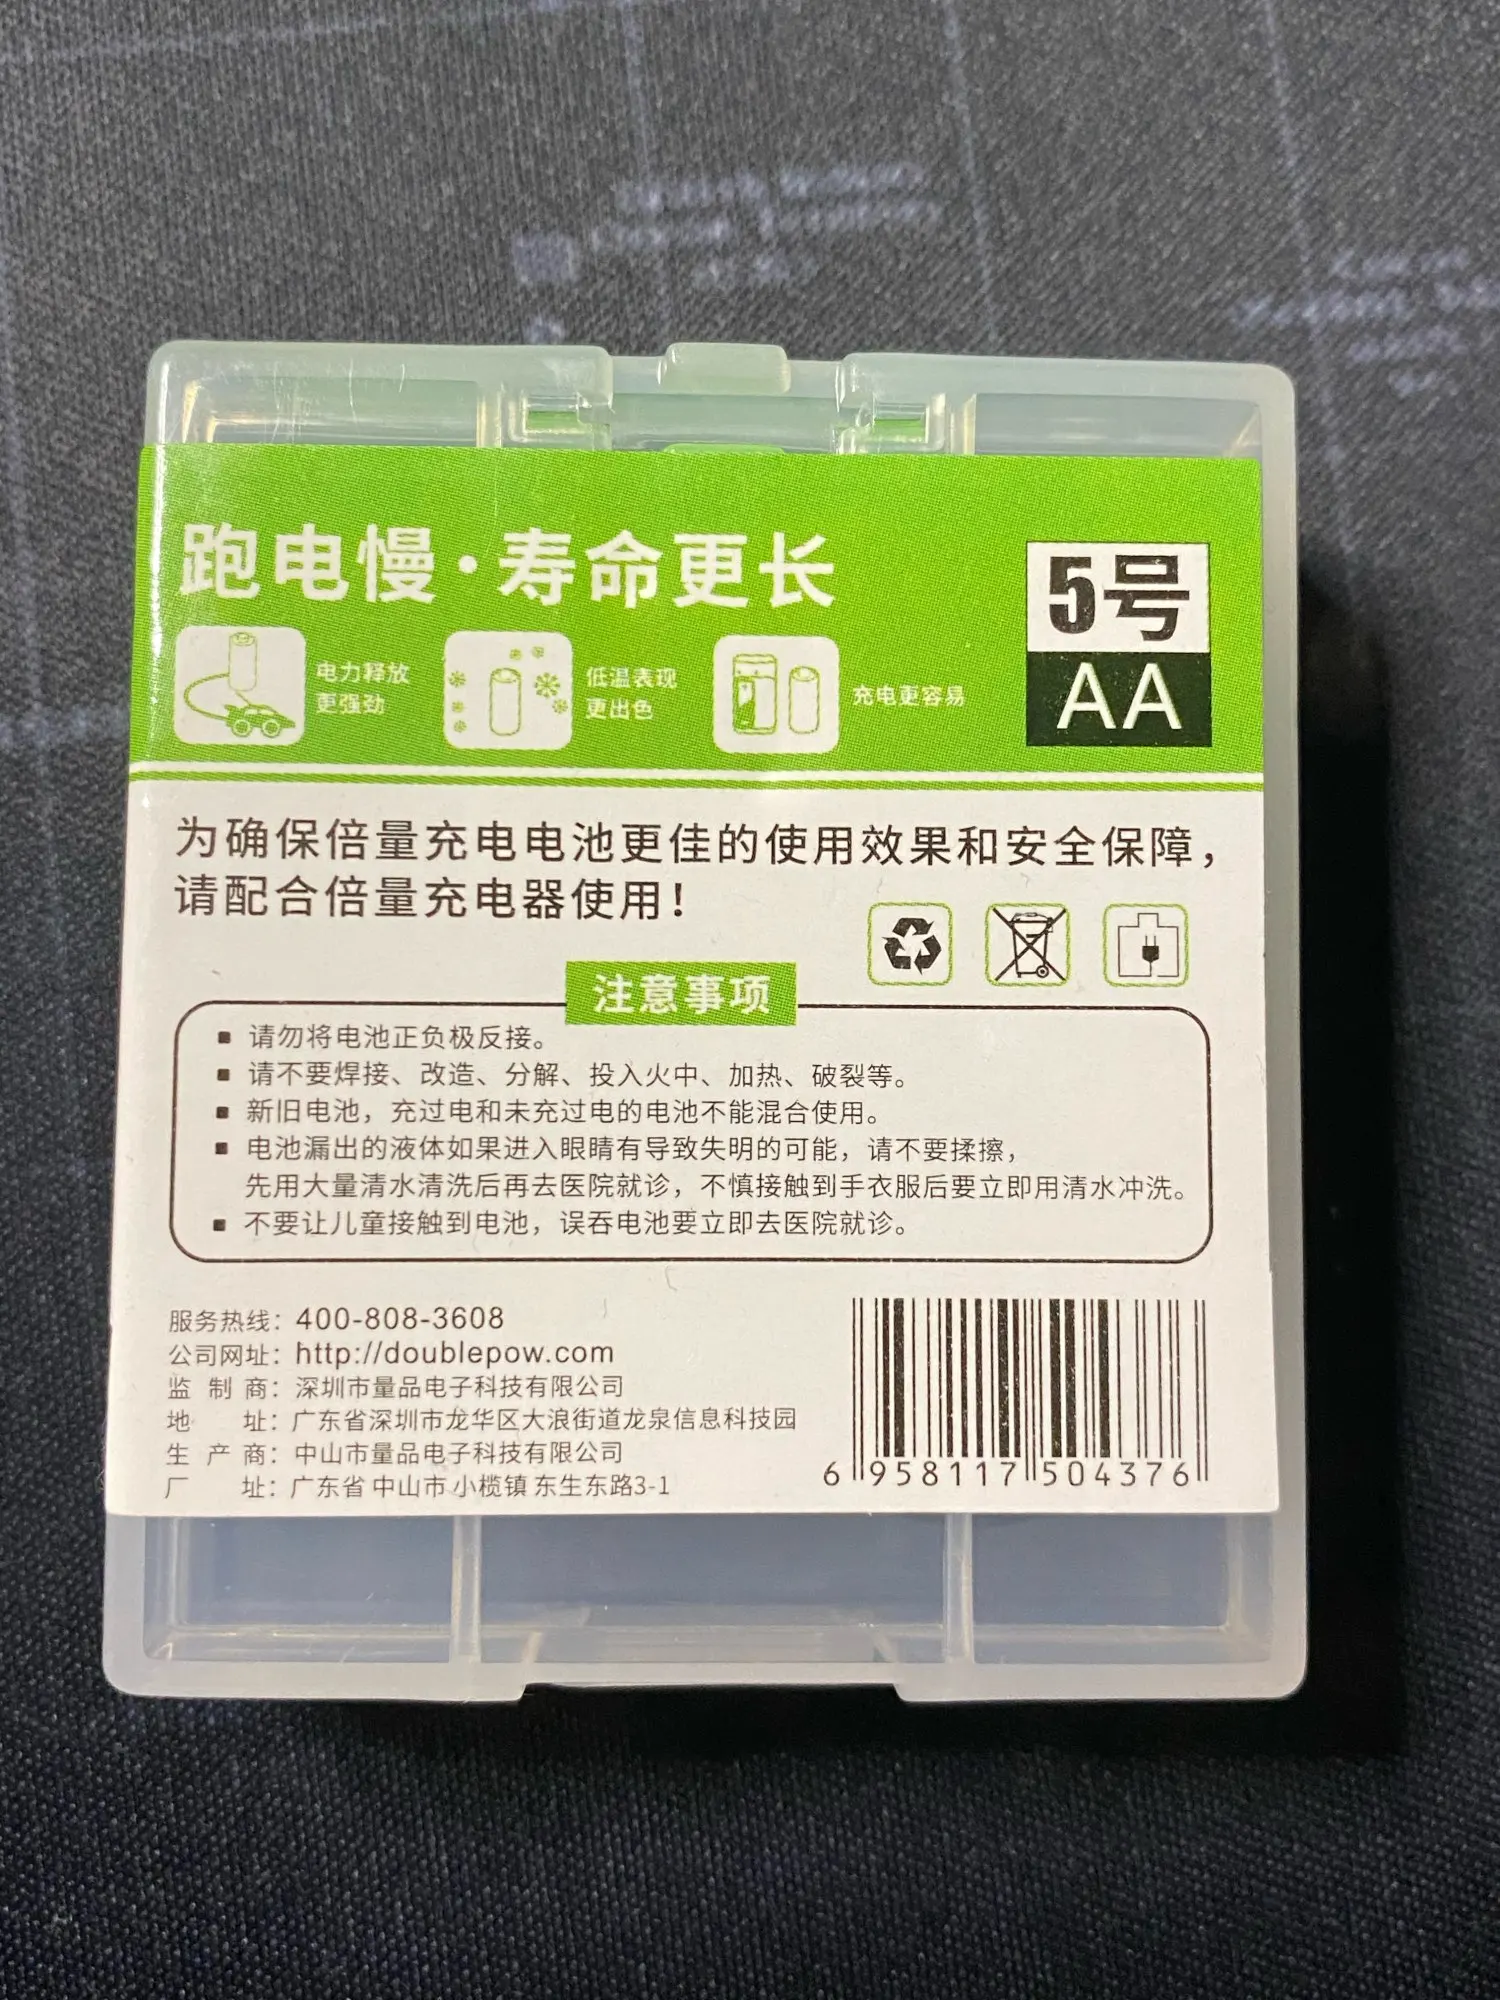 跑电慢·寿命更长
5号
AA
电力释放
更强劲
低温表现
更出色
充电更容易
为确保倍量充电电池更佳的使用效果和安全保障，
请配合倍量充电器使用！
注意事项
■ 请勿将电池正负极反接。
■ 请不要焊接、改造、分解、投入火中、加热、破裂等。
■ 新旧电池，充过电和未充过电的电池不能混合使用。
■ 电池漏出的液体如果进入眼睛有导致失明的可能，请不要揉擦，
先用大量清水清洗后再去医院就诊，不慎接触到手衣服后要立即用清水冲洗。
■ 不要让儿童接触到电池，误吞电池要立即去医院就诊。
服务热线：400-808-3608
公司网址：http://doublepow.com
监制商：深圳市量品电子科技有限公司
地址：广东省深圳市龙华区大浪街道龙泉信息科技园
生产商：中山市量品电子科技有限公司
厂址：广东省中山市小榄镇东生东路3-1
6 958117 504376